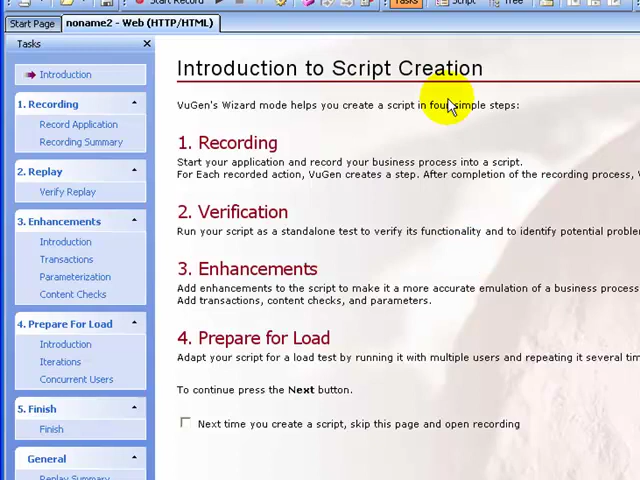 Start Record
Tasks
Script
Tree
Start Page
noname2 - Web (HTTP/HTML)
Tasks
Introduction
1. Recording
Record Application
Recording Summary
2. Replay
Verify Replay
3. Enhancements
Introduction
Transactions
Parameterization
Content Checks
4. Prepare For Load
Introduction
Iterations
Concurrent Users
5. Finish
Finish
General
Replay Summary
Introduction to Script Creation
VuGen's Wizard mode helps you create a script in four simple steps:
1. Recording
Start your application and record your business process into a script.
For Each recorded action, VuGen creates a step. After completion of the recording process,
2. Verification
Run your script as a standalone test to verify its functionality and to identify potential
3. Enhancements
Add enhancements to the script to make it a more accurate emulation of a business process
Add transactions, content checks, and parameters.
4. Prepare for Load
Adapt your script for a load test by running it with multiple users and repeating it several
To continue press the Next button.
Next time you create a script, skip this page and open recording